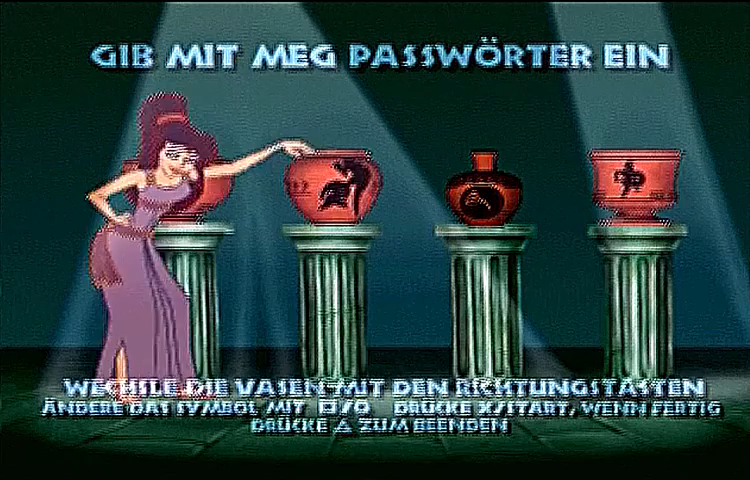 GIB MIT MEG PASSWÖRTER EIN
WECHSLE DIE VASEN MIT DEN RICHTUNGSTASTEN
ÄNDERE DAS SYMBOL MIT □/O DRÜCKE X/START, WENN FERTIG
DRÜCKE △ ZUM BEENDEN